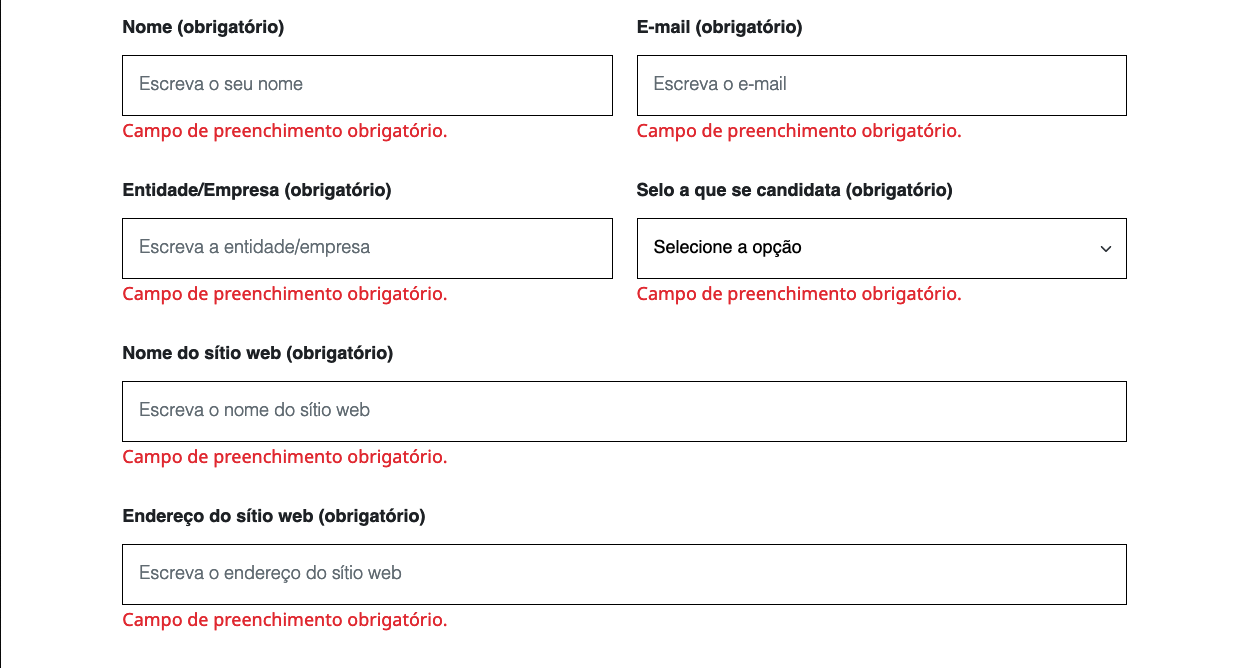 Nome (obrigatório)
E-mail (obrigatório)
Escreva o seu nome
Escreva o e-mail
Campo de preenchimento obrigatório.
Campo de preenchimento obrigatório.
Entidade/Empresa (obrigatório)
Selo a que se candidata (obrigatório)
Escreva a entidade/empresa
Selecione a opção
Campo de preenchimento obrigatório.
Campo de preenchimento obrigatório.
Nome do sítio web (obrigatório)
Escreva o nome do sítio web
Campo de preenchimento obrigatório.
Endereço do sítio web (obrigatório)
Escreva o endereço do sítio web
Campo de preenchimento obrigatório.